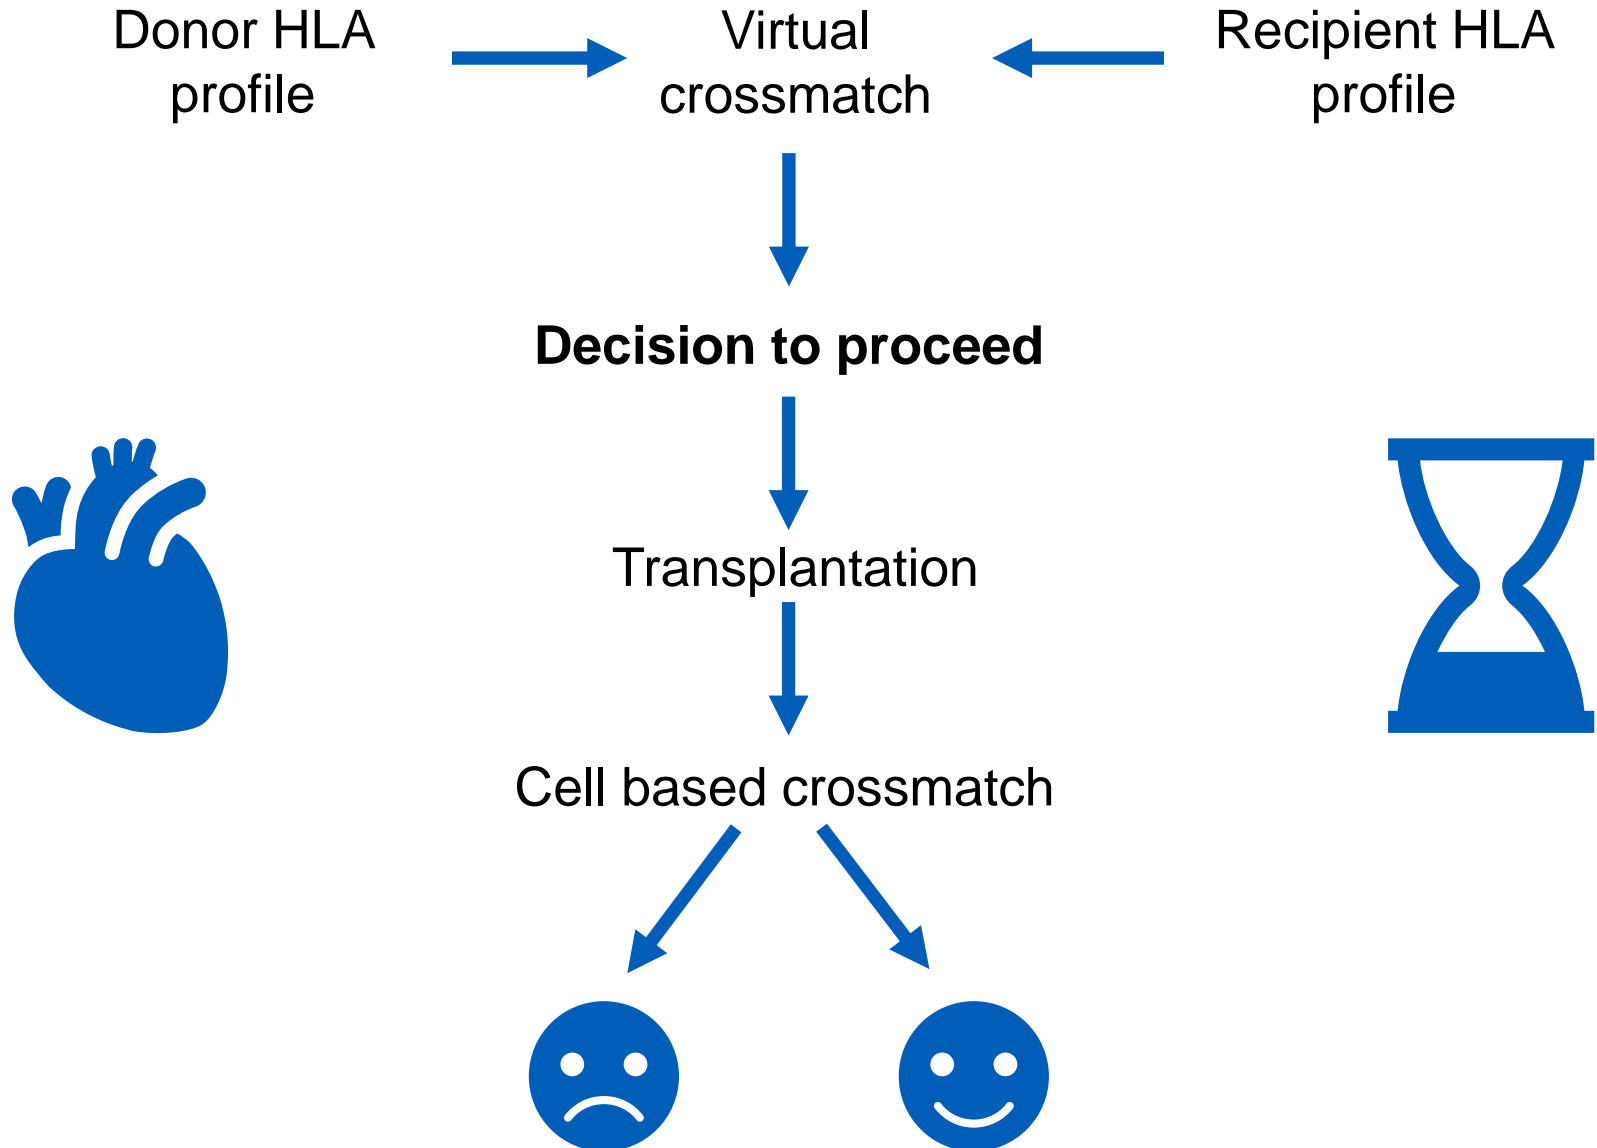 Donor HLA
profile
Virtual
crossmatch
Recipient HLA
profile
Decision to proceed
Transplantation
Cell based crossmatch